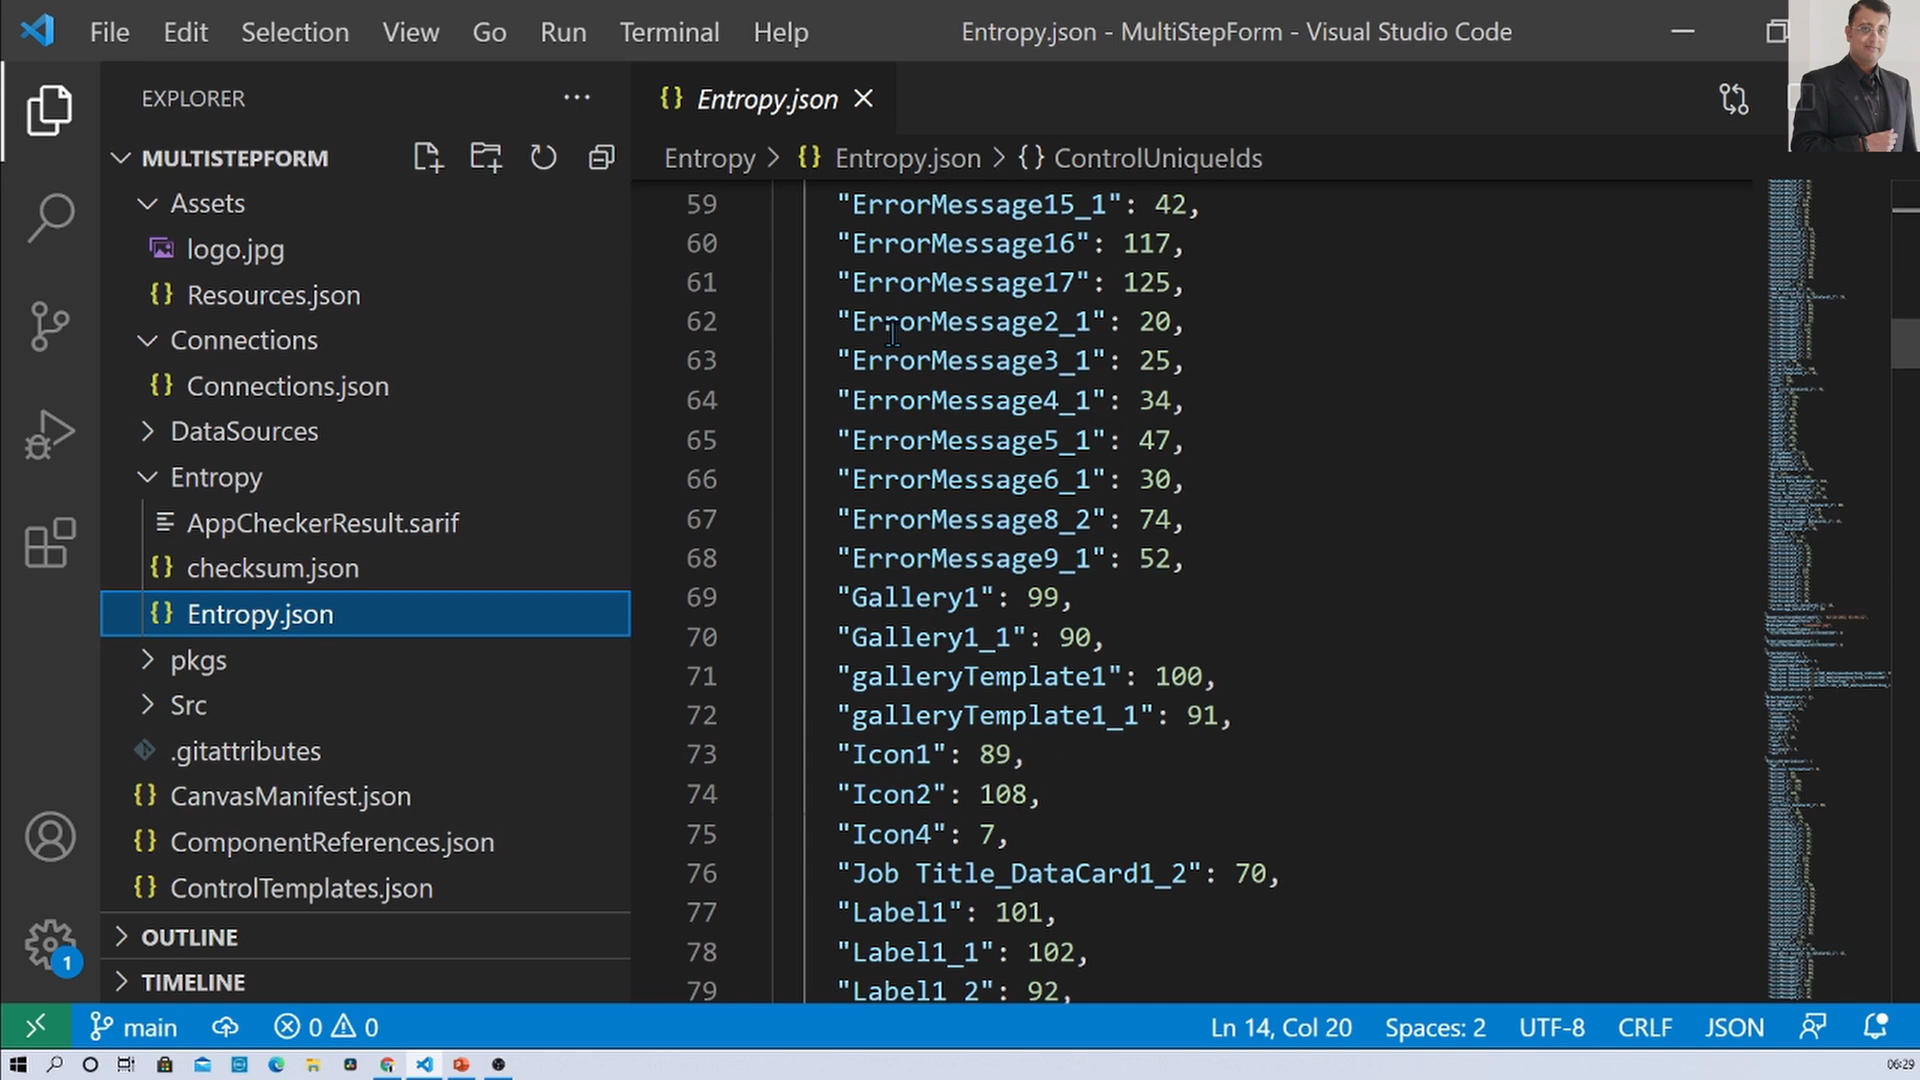 File Edit Selection View Go Run Terminal Help Entropy.json - MultiStepForm - Visual Studio Code
EXPLORER
MULTISTEPFORM
Assets
logo.jpg
{} Resources.json
Connections
{} Connections.json
DataSources
Entropy
AppCheckerResult.sarif
{} checksum.json
{} Entropy.json
pkgs
Src
.gitattributes
{} CanvasManifest.json
{} ComponentReferences.json
{} ControlTemplates.json
OUTLINE
TIMELINE
1
{} Entropy.json
Entropy > {} Entropy.json > {} ControlUniqueIds
59 "ErrorMessage15_1": 42,
60 "ErrorMessage16": 117,
61 "ErrorMessage17": 125,
62 "ErrorMessage2_1": 20,
63 "ErrorMessage3_1": 25,
64 "ErrorMessage4_1": 34,
65 "ErrorMessage5_1": 47,
66 "ErrorMessage6_1": 30,
67 "ErrorMessage8_2": 74,
68 "ErrorMessage9_1": 52,
69 "Gallery1": 99,
70 "Gallery1_1": 90,
71 "galleryTemplate1": 100,
72 "galleryTemplate1_1": 91,
73 "Icon1": 89,
74 "Icon2": 108,
75 "Icon4": 7,
76 "Job Title_DataCard1_2": 70,
77 "Label1": 101,
78 "Label1_1": 102,
79 "Label1_2": 92,
main 0 0 Ln 14, Col 20 Spaces: 2 UTF-8 CRLF JSON
06:29